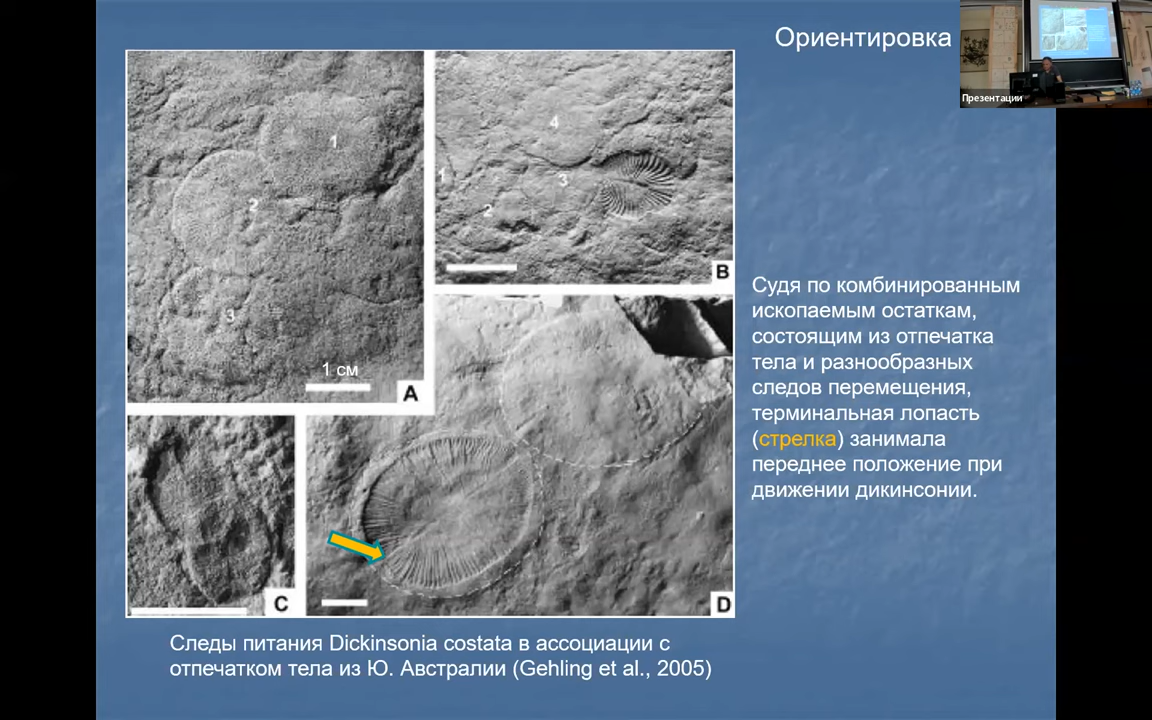 Ориентировка
Презентации
1
2
3
1 см
A
4
1
3
2
B
C
D
Судя по комбинированным
ископаемым остаткам,
состоящим из отпечатка
тела и разнообразных
следов перемещения,
терминальная лопасть
(стрелка) занимала
переднее положение при
движении дикинсонии.
Следы питания Dickinsonia costata в ассоциации с
отпечатком тела из Ю. Австралии (Gehling et al., 2005)